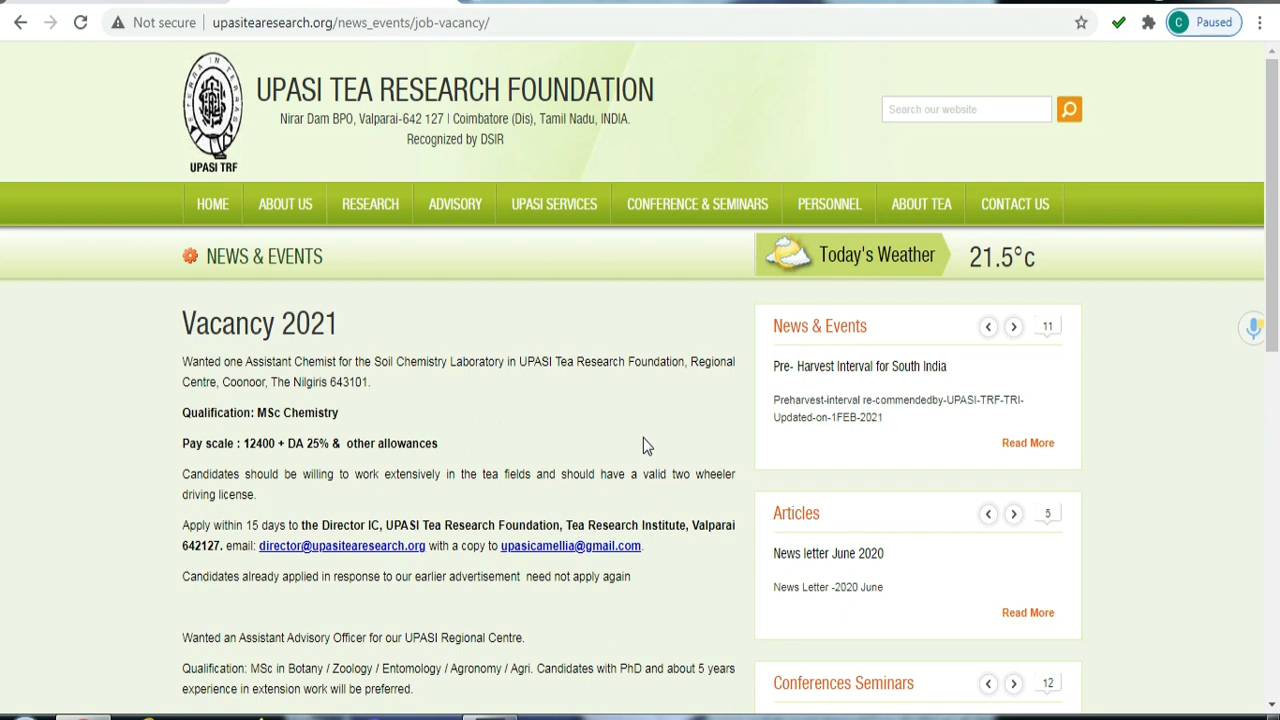 Not secure
upasitearesearch.org/news_events/job-vacancy/
C
Paused
UPASI TRF
UPASI TEA RESEARCH FOUNDATION
Nirar Dam BPO, Valparai-642 127 I Coimbatore (Dis), Tamil Nadu, INDIA.
Recognized by DSIR
Search our website
HOME
ABOUT US
RESEARCH
ADVISORY
UPASI SERVICES
CONFERENCE & SEMINARS
PERSONNEL
ABOUT TEA
CONTACT US
NEWS & EVENTS
Today's Weather
21.5°c
Vacancy 2021
Wanted one Assistant Chemist for the Soil Chemistry Laboratory in UPASI Tea Research Foundation, Regional
Centre, Coonoor, The Nilgiris 643101.
Qualification: MSc Chemistry
Pay scale : 12400 + DA 25% & other allowances
Candidates should be willing to work extensively in the tea fields and should have a valid two wheeler
driving license.
Apply within 15 days to the Director IC, UPASI Tea Research Foundation, Tea Research Institute, Valparai
642127. email: director@upasitearesearch.org with a copy to upasicamellia@gmail.com.
Candidates already applied in response to our earlier advertisement need not apply again
Wanted an Assistant Advisory Officer for our UPASI Regional Centre.
Qualification: MSc in Botany / Zoology / Entomology / Agronomy / Agri. Candidates with PhD and about 5 years
experience in extension work will be preferred.
News & Events
11
Pre- Harvest Interval for South India
Preharvest-interval re-commendedby-UPASI-TRF-TRI-
Updated-on-1FEB-2021
Read More
Articles
5
News letter June 2020
News Letter -2020 June
Read More
Conferences Seminars
12